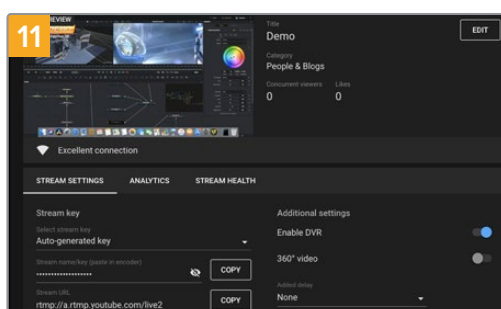 11
Title
Demo
EDIT
Category
People & Blogs
Concurrent viewers Likes
0 0
Excellent connection
STREAM SETTINGS ANALYTICS STREAM HEALTH
Stream key
Select stream key
Auto-generated key
Stream name/key (paste in encoder)
•••••••••••••••••••
COPY
Stream URL
rtmp://a.rtmp.youtube.com/live2
COPY
Additional settings
Enable DVR
360° video
Added delay
None